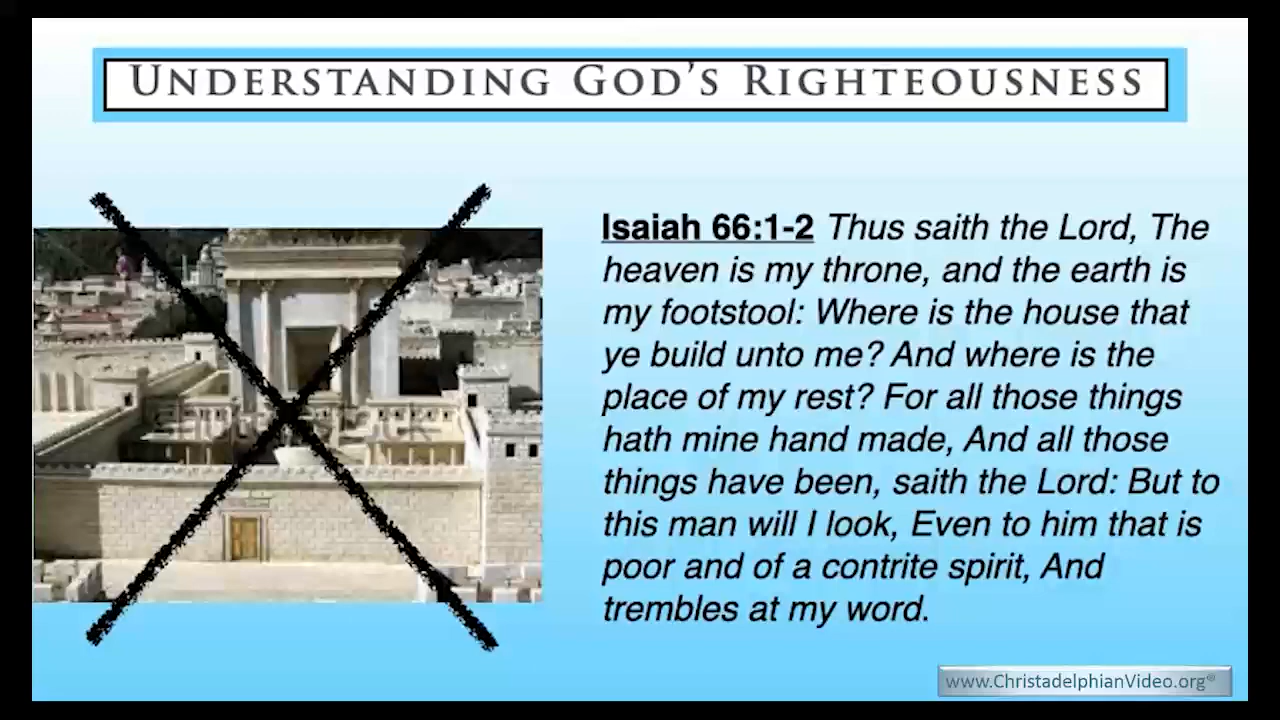 UNDERSTANDING GOD'S RIGHTEOUSNESS
Isaiah 66:1-2 Thus saith the Lord, The
heaven is my throne, and the earth is
my footstool: Where is the house that
ye build unto me? And where is the
place of my rest? For all those things
hath mine hand made, And all those
things have been, saith the Lord: But to
this man will I look, Even to him that is
poor and of a contrite spirit, And
trembles at my word.
www.ChristadelphianVideo.org®